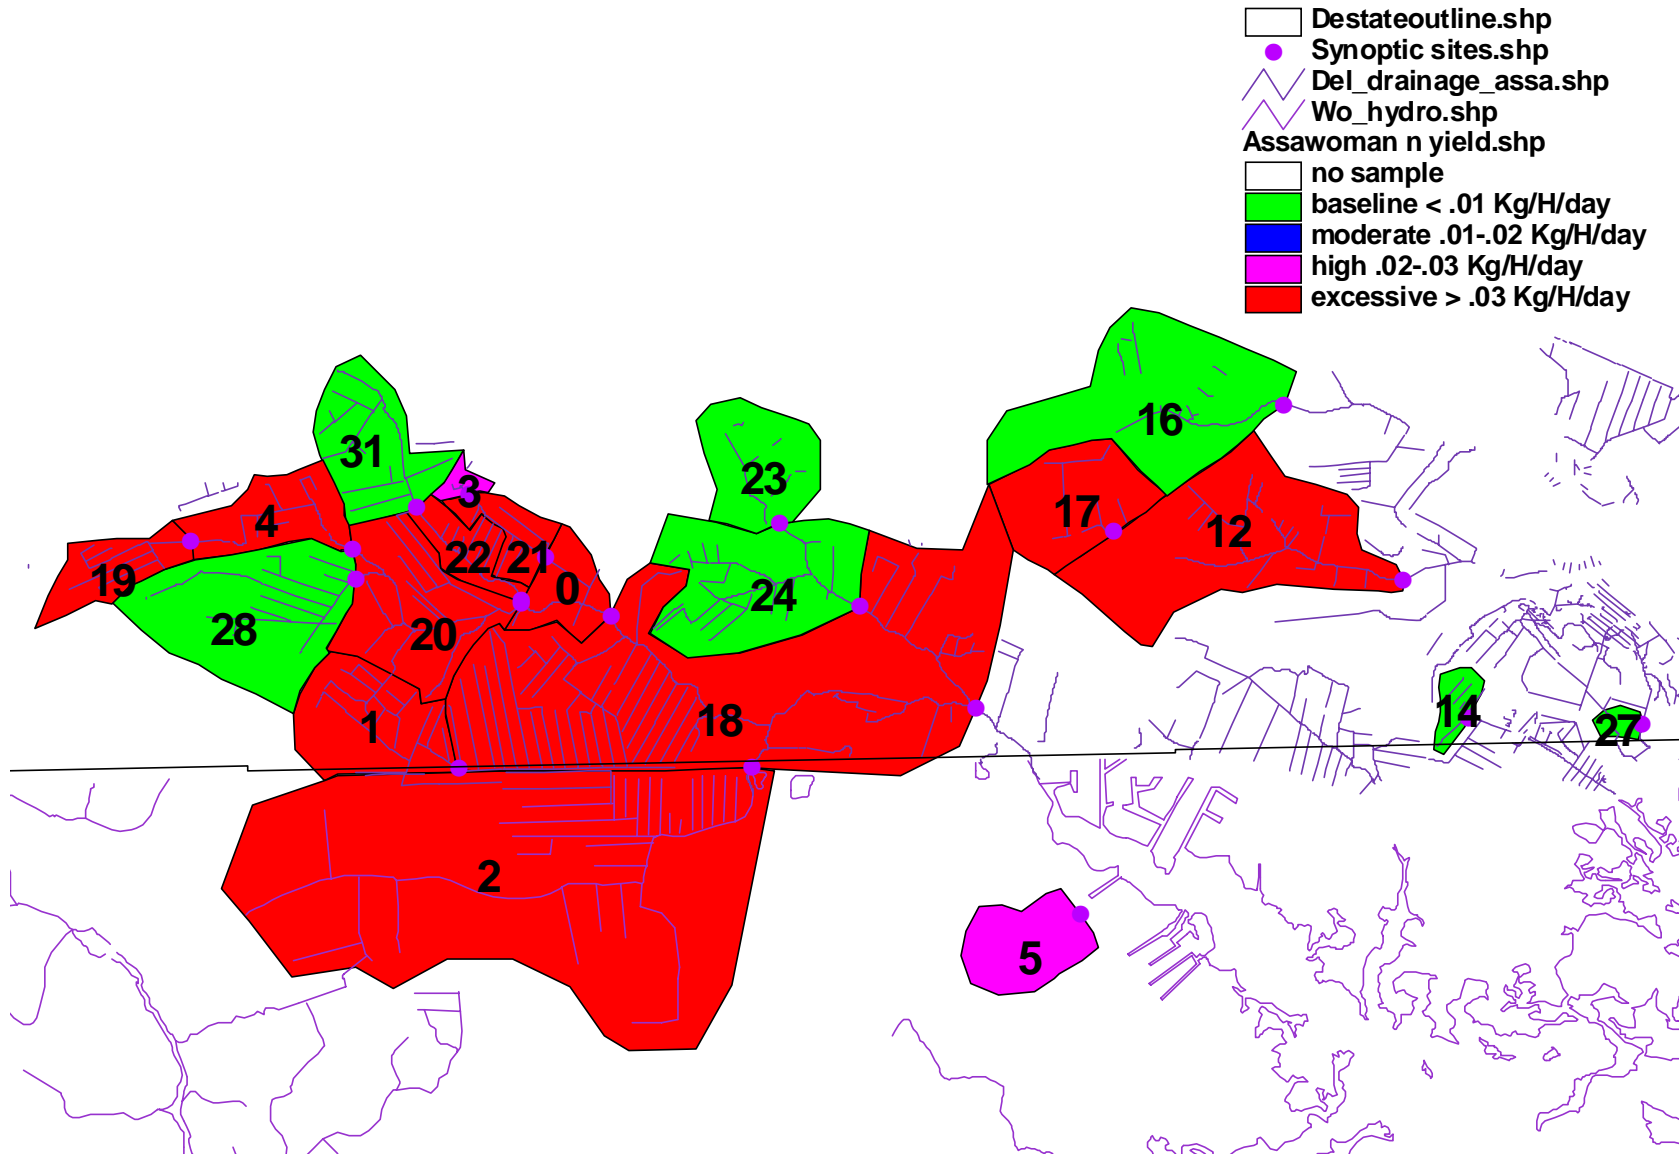 Destateoutline.shp
Synoptic sites.shp
Del_drainage_assa.shp
Wo_hydro.shp
Assawoman n yield.shp
no sample
baseline < .01 Kg/H/day
moderate .01-.02 Kg/H/day
high .02-.03 Kg/H/day
excessive > .03 Kg/H/day
16
31
23
3
4
17
12
22
21
19
0
24
28
20
14
18
1
27
2
5